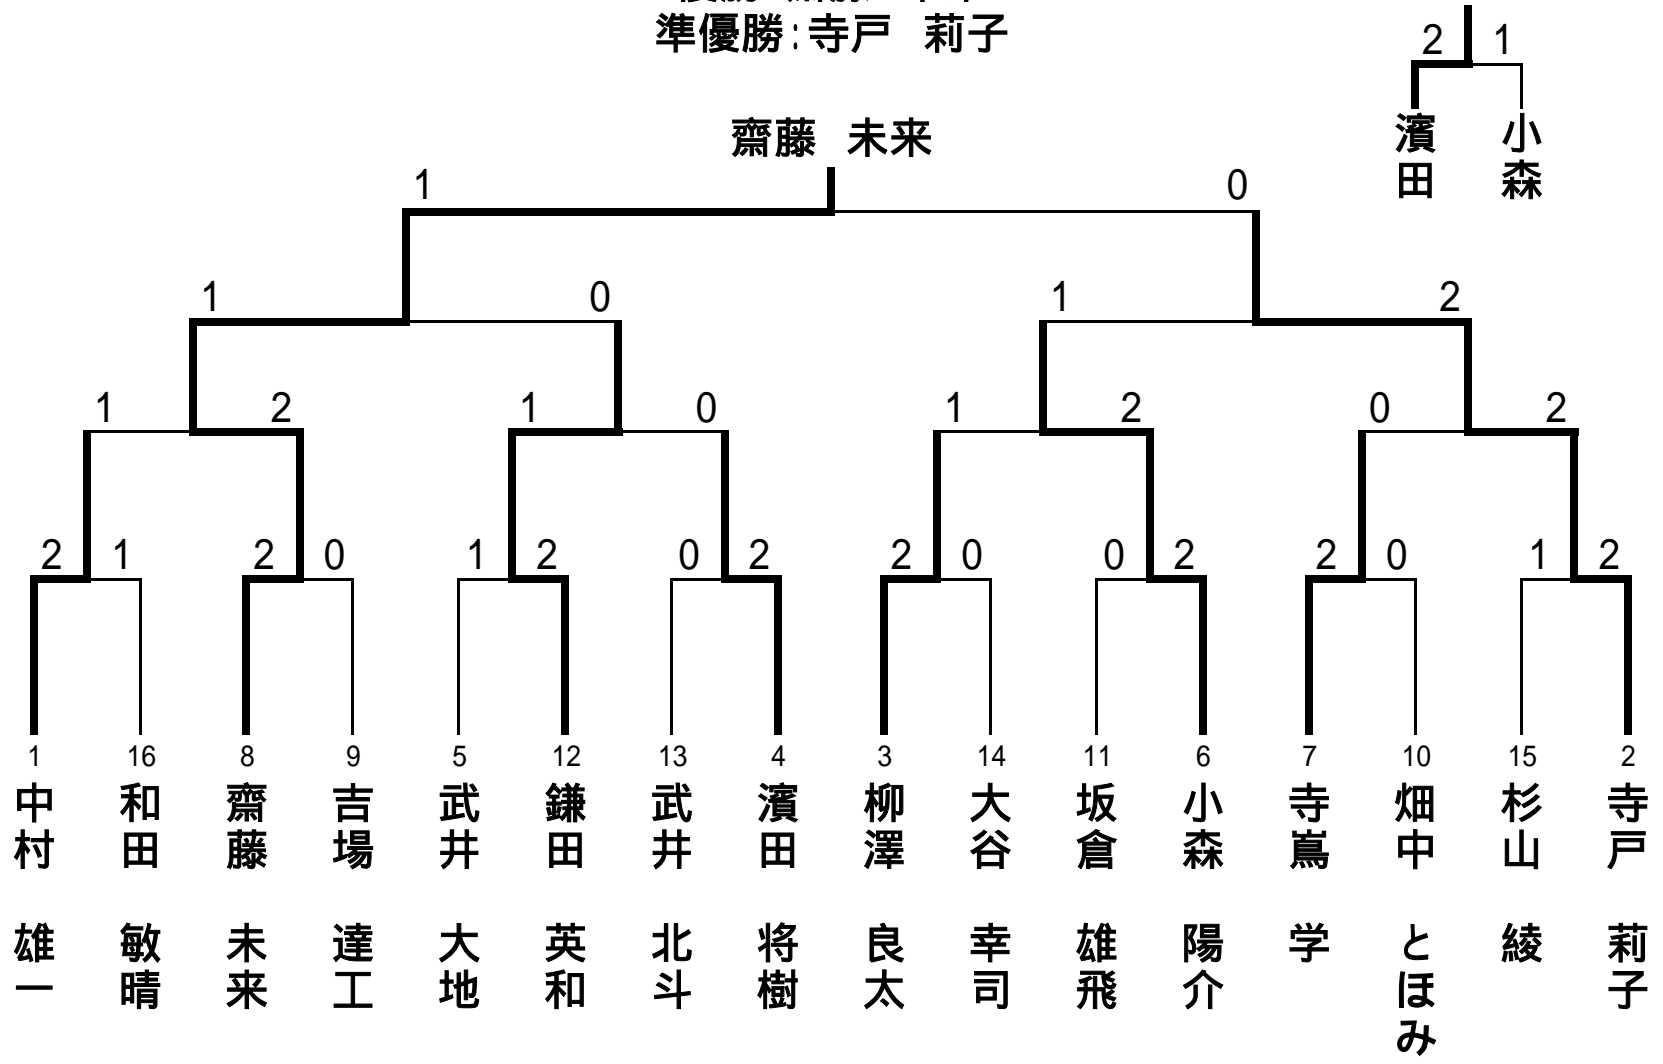 準優勝:寺戸 莉子
2 1
濱田 小森
齋藤 未来
1 0
1 0 1 2
1 2 1 0 1 2 0 2
2 1 2 0 1 2 0 2 2 0 0 2 2 0 1 2
1 16 8 9 5 12 13 4 3 14 11 6 7 10 15 2
中村 雄一
和田 敏晴
齋藤 未来
吉場 達工
武井 大地
鎌田 英和
武井 北斗
濱田 将樹
柳澤 良太
大谷 幸司
坂倉 雄飛
小森 陽介
寺嶌 学
畑中 とほみ
杉山 綾
寺戸 莉子